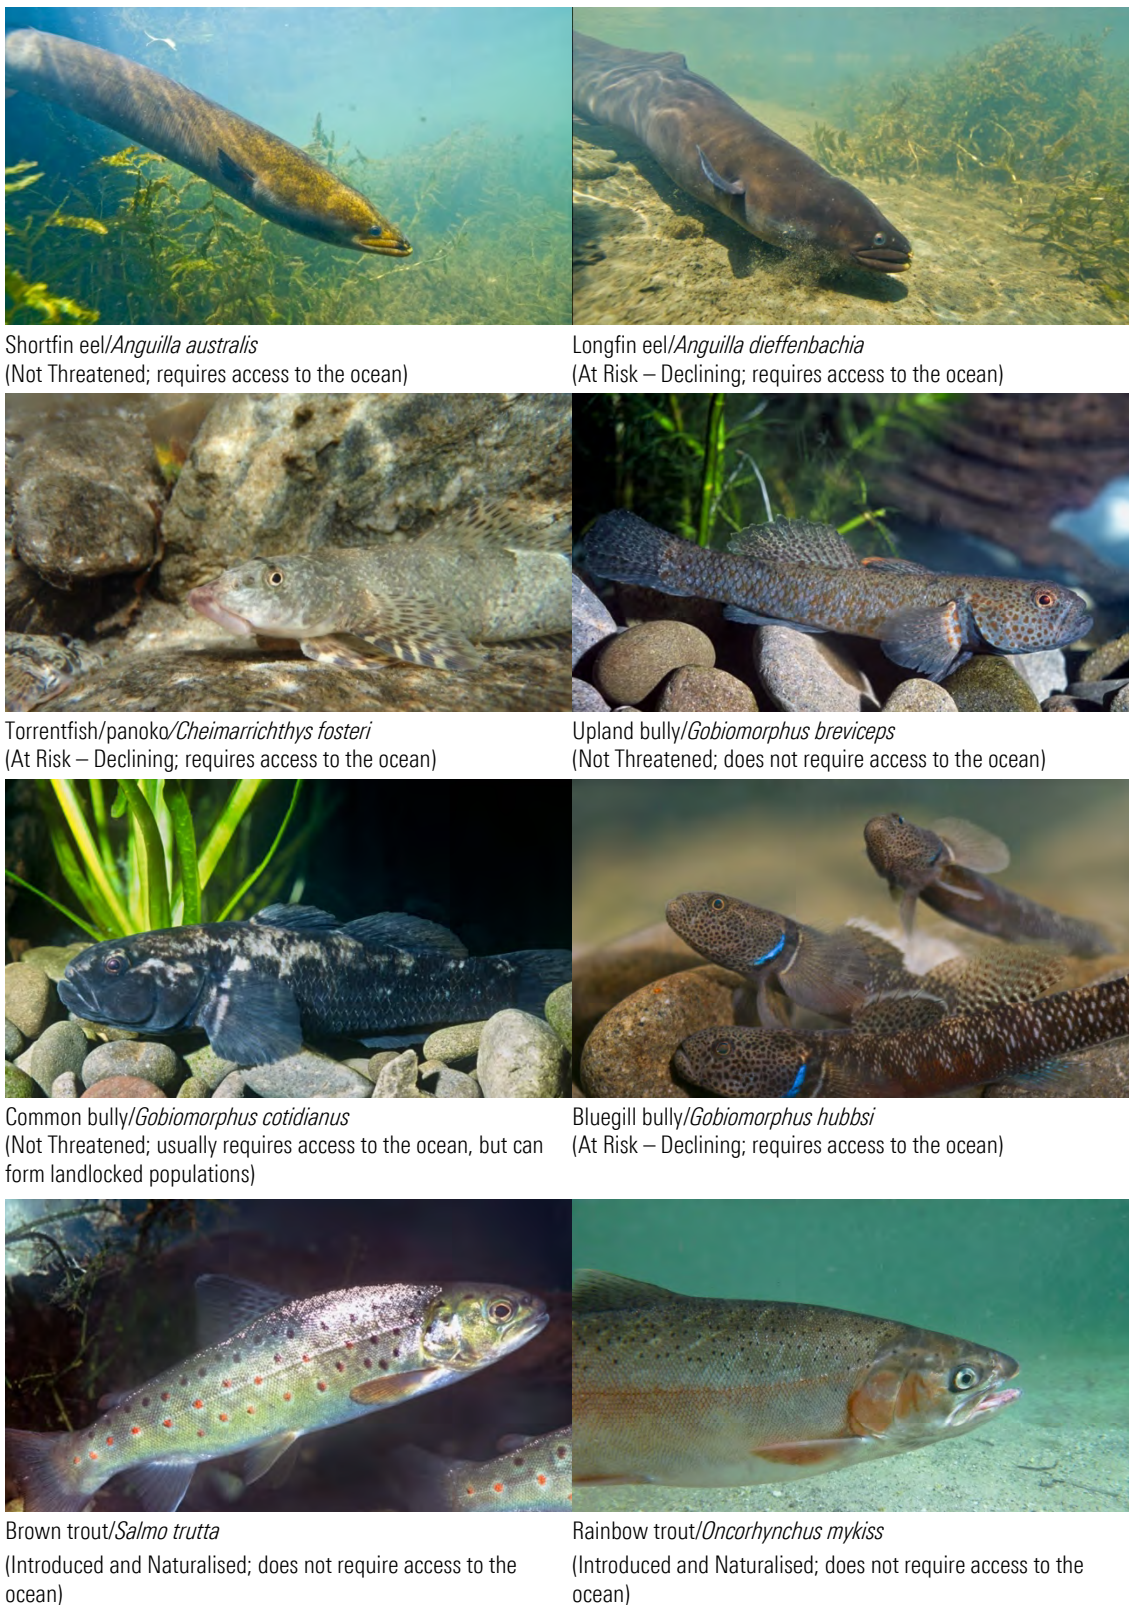 Shortfin eel/Anguilla australis
(Not Threatened; requires access to the ocean)
Longfin eel/Anguilla dieffenbachia
(At Risk – Declining; requires access to the ocean)
Torrentfish/panoko/Cheimarrichthys fosteri
(At Risk – Declining; requires access to the ocean)
Upland bully/Gobiomorphus breviceps
(Not Threatened; does not require access to the ocean)
Common bully/Gobiomorphus cotidianus
(Not Threatened; usually requires access to the ocean, but can
form landlocked populations)
Bluegill bully/Gobiomorphus hubbsi
(At Risk – Declining; requires access to the ocean)
Brown trout/Salmo trutta
(Introduced and Naturalised; does not require access to the
ocean)
Rainbow trout/Oncorhynchus mykiss
(Introduced and Naturalised; does not require access to the
ocean)